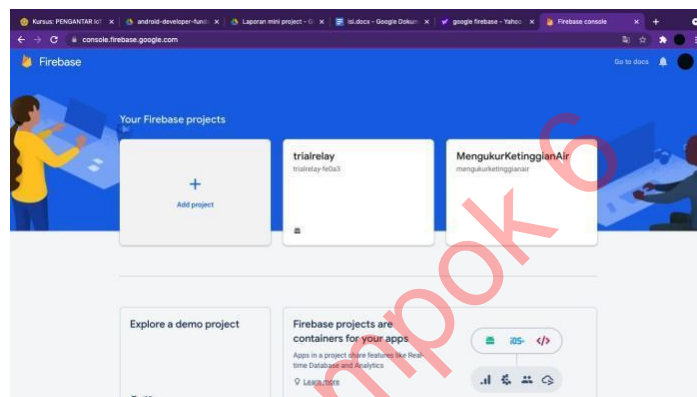 Kursus: PENGANTAR IoT
android-developer-fund
Laporan mini project - G
isi.docx - Google Dokum
google firebase - Yahoo
Firebase console
console.firebase.google.com
Firebase
Go to docs
Your Firebase projects
Add project
trialrelay
trialrelay-fe0a3
MengukurKetinggianAir
mengukurketinggianair
Explore a demo project
Firebase projects are
containers for your apps
Apps in a project share features like Real-
time Database and Analytics
Learn more
iOS+
mpok 6